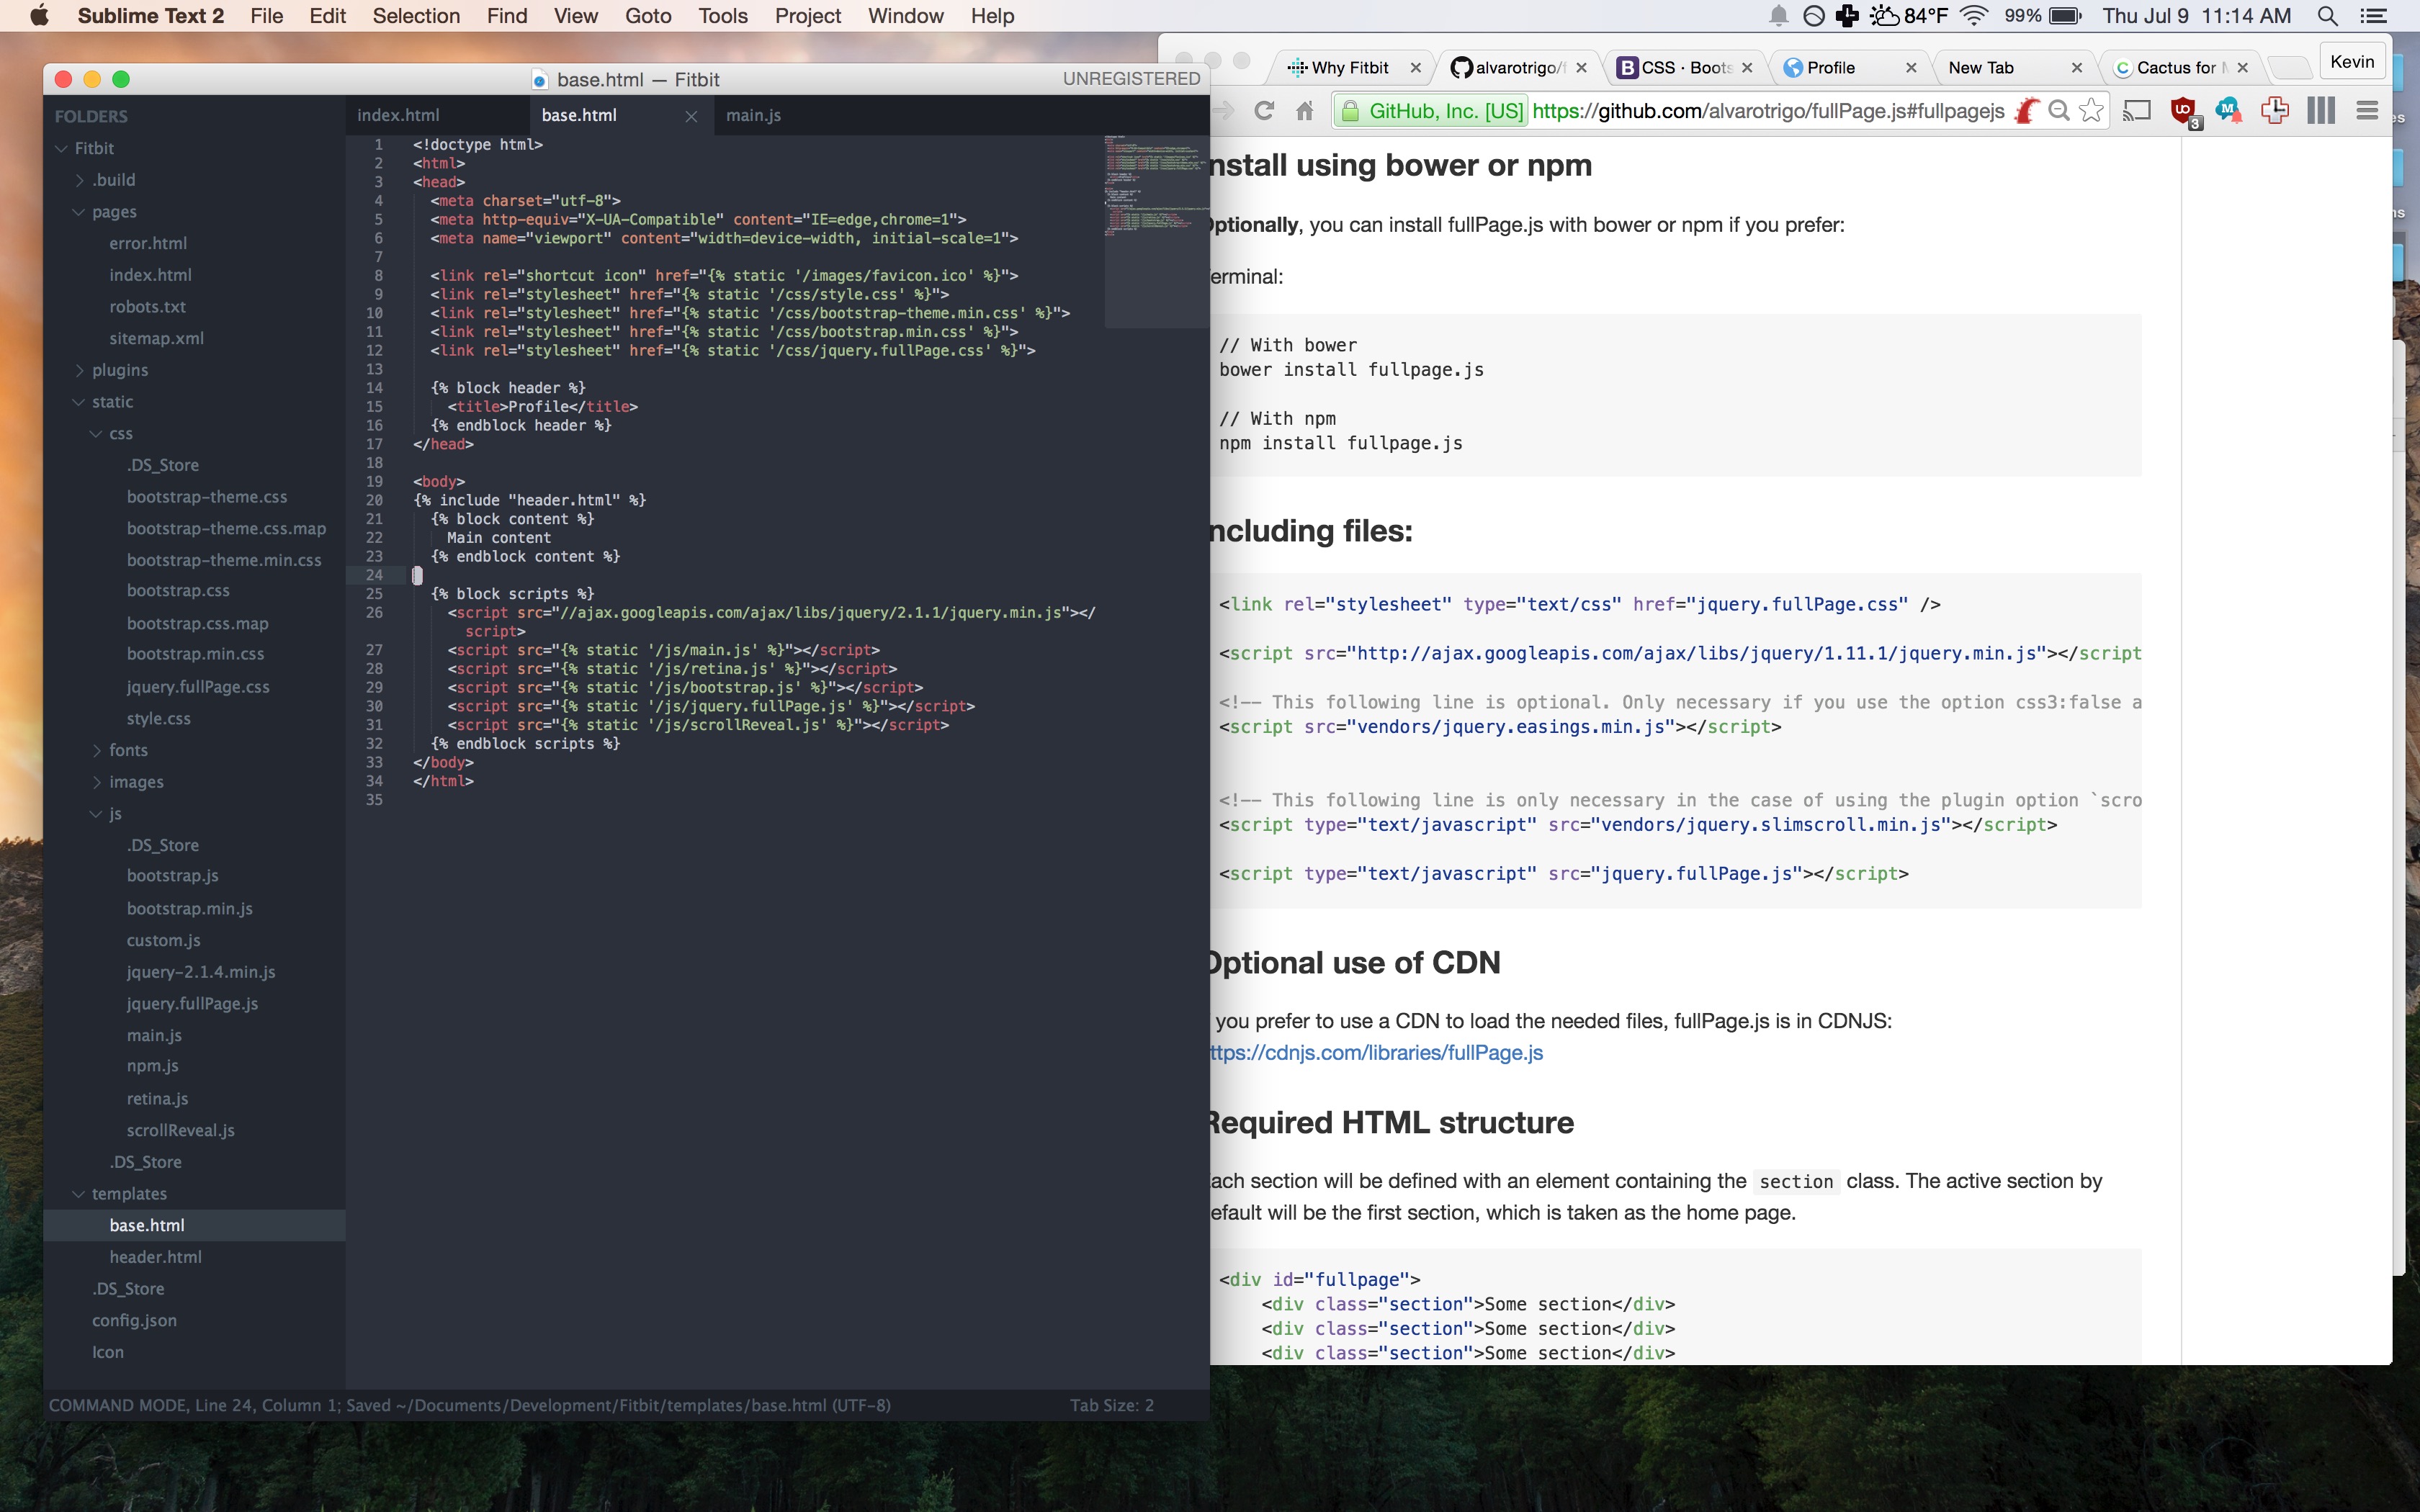 Sublime Text 2 File Edit Selection Find View Goto Tools Project Window Help
84°F 99% Thu Jul 9 11:14 AM
base.html — Fitbit
UNREGISTERED
FOLDERS
Fitbit
.build
pages
error.html
index.html
robots.txt
sitemap.xml
plugins
static
css
.DS_Store
bootstrap-theme.css
bootstrap-theme.css.map
bootstrap-theme.min.css
bootstrap.css
bootstrap.css.map
bootstrap.min.css
jquery.fullPage.css
style.css
fonts
images
js
.DS_Store
bootstrap.js
bootstrap.min.js
custom.js
jquery-2.1.4.min.js
jquery.fullPage.js
main.js
npm.js
retina.js
scrollReveal.js
.DS_Store
templates
base.html
header.html
.DS_Store
config.json
Icon
index.html base.html main.js
1 <!doctype html>
2 <html>
3 <head>
4 <meta charset="utf-8">
5 <meta http-equiv="X-UA-Compatible" content="IE=edge,chrome=1">
6 <meta name="viewport" content="width=device-width, initial-scale=1">
7
8 <link rel="shortcut icon" href="{% static '/images/favicon.ico' %}">
9 <link rel="stylesheet" href="{% static '/css/style.css' %}">
10 <link rel="stylesheet" href="{% static '/css/bootstrap-theme.min.css' %}">
11 <link rel="stylesheet" href="{% static '/css/bootstrap.min.css' %}">
12 <link rel="stylesheet" href="{% static '/css/jquery.fullPage.css' %}">
13
14 {% block header %}
15 <title>Profile</title>
16 {% endblock header %}
17 </head>
18
19 <body>
20 {% include "header.html" %}
21 {% block content %}
22 Main content
23 {% endblock content %}
24
25 {% block scripts %}
26 <script src="//ajax.googleapis.com/ajax/libs/jquery/2.1.1/jquery.min.js"></
script>
27 <script src="{% static '/js/main.js' %}"></script>
28 <script src="{% static '/js/retina.js' %}"></script>
29 <script src="{% static '/js/bootstrap.js' %}"></script>
30 <script src="{% static '/js/jquery.fullPage.js' %}"></script>
31 <script src="{% static '/js/scrollReveal.js' %}"></script>
32 {% endblock scripts %}
33 </body>
34 </html>
35
COMMAND MODE, Line 24, Column 1; Saved ~/Documents/Development/Fitbit/templates/base.html (UTF-8)
Tab Size: 2
Why Fitbit alvarotrigo/ CSS · Boots Profile New Tab Cactus for Kevin
GitHub, Inc. [US] https://github.com/alvarotrigo/fullPage.js#fullpagejs
3
nstall using bower or npm
ptionally, you can install fullPage.js with bower or npm if you prefer:
erminal:
// With bower
bower install fullpage.js
// With npm
npm install fullpage.js
ncluding files:
<link rel="stylesheet" type="text/css" href="jquery.fullPage.css" />
<script src="http://ajax.googleapis.com/ajax/libs/jquery/1.11.1/jquery.min.js"></script
<!-- This following line is optional. Only necessary if you use the option css3:false a
<script src="vendors/jquery.easings.min.js"></script>
<!-- This following line is only necessary in the case of using the plugin option `scro
<script type="text/javascript" src="vendors/jquery.slimscroll.min.js"></script>
<script type="text/javascript" src="jquery.fullPage.js"></script>
Optional use of CDN
you prefer to use a CDN to load the needed files, fullPage.js is in CDNJS:
ttps://cdnjs.com/libraries/fullPage.js
Required HTML structure
ach section will be defined with an element containing the section class. The active section by
efault will be the first section, which is taken as the home page.
<div id="fullpage">
<div class="section">Some section</div>
<div class="section">Some section</div>
<div class="section">Some section</div>